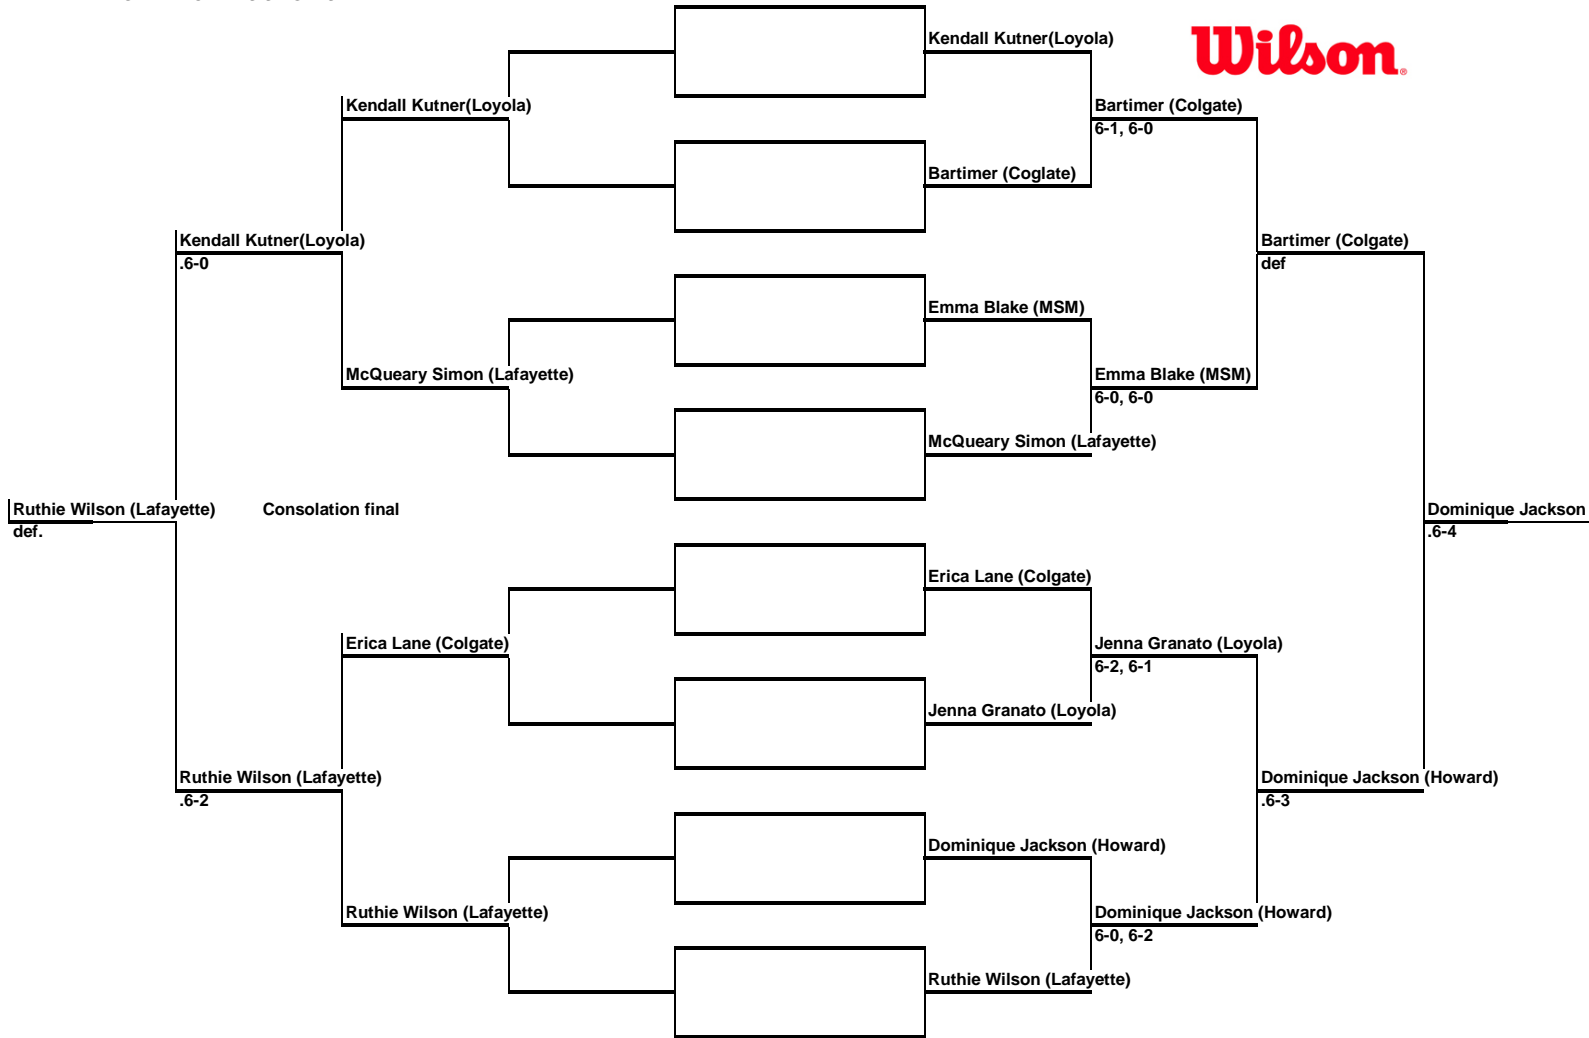 Wilson
Kendall Kutner(Loyola)
Kendall Kutner(Loyola)
Bartimer (Colgate)
6-1, 6-0
Bartimer (Coglate)
Kendall Kutner(Loyola)
.6-0
Bartimer (Colgate)
def
Emma Blake (MSM)
McQueary Simon (Lafayette)
Emma Blake (MSM)
6-0, 6-0
McQueary Simon (Lafayette)
Ruthie Wilson (Lafayette)
def.
Consolation final
Dominique Jackson
.6-4
Erica Lane (Colgate)
Erica Lane (Colgate)
Jenna Granato (Loyola)
6-2, 6-1
Jenna Granato (Loyola)
Ruthie Wilson (Lafayette)
.6-2
Dominique Jackson (Howard)
.6-3
Dominique Jackson (Howard)
Ruthie Wilson (Lafayette)
Dominique Jackson (Howard)
6-0, 6-2
Ruthie Wilson (Lafayette)